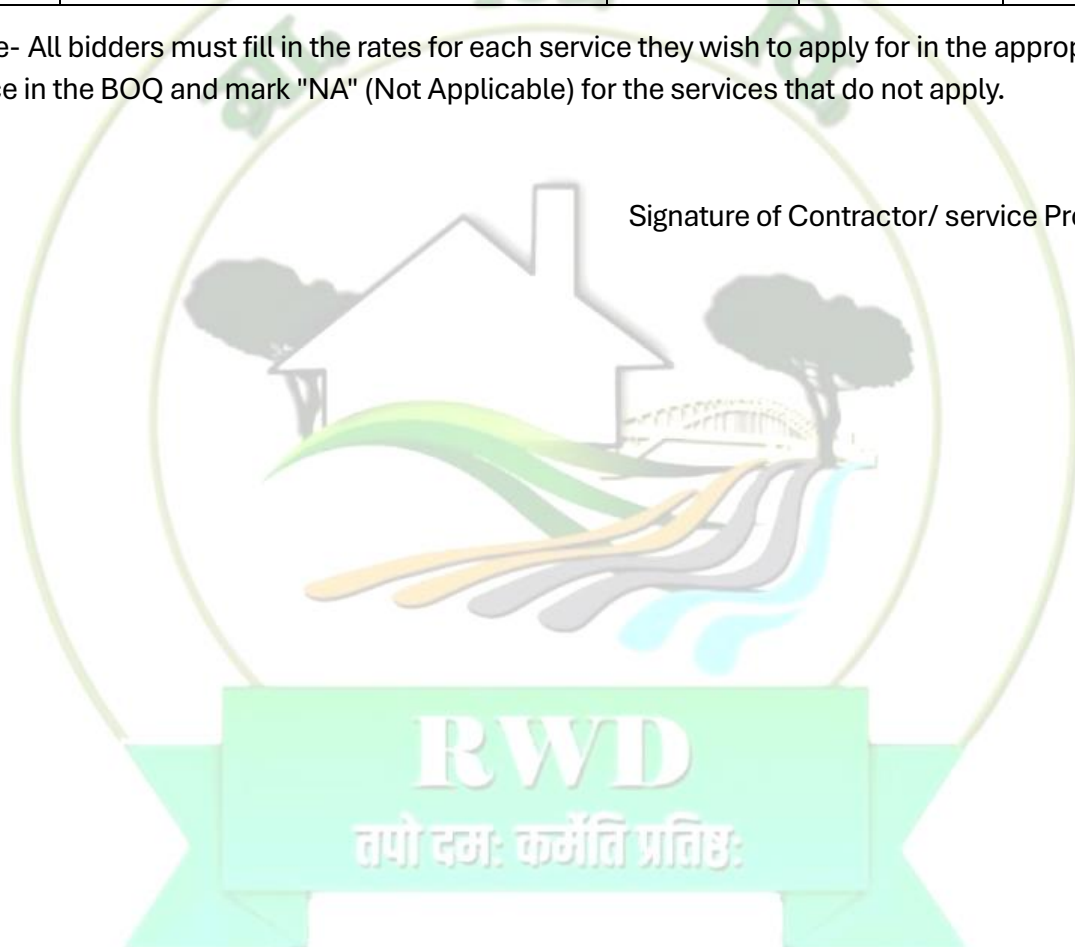 e- All bidders must fill in the rates for each service they wish to apply for in the approp
ce in the BOQ and mark "NA" (Not Applicable) for the services that do not apply.
Signature of Contractor/ service Pro
RWD
तपो दमः कर्मेति प्रतिष्ठः